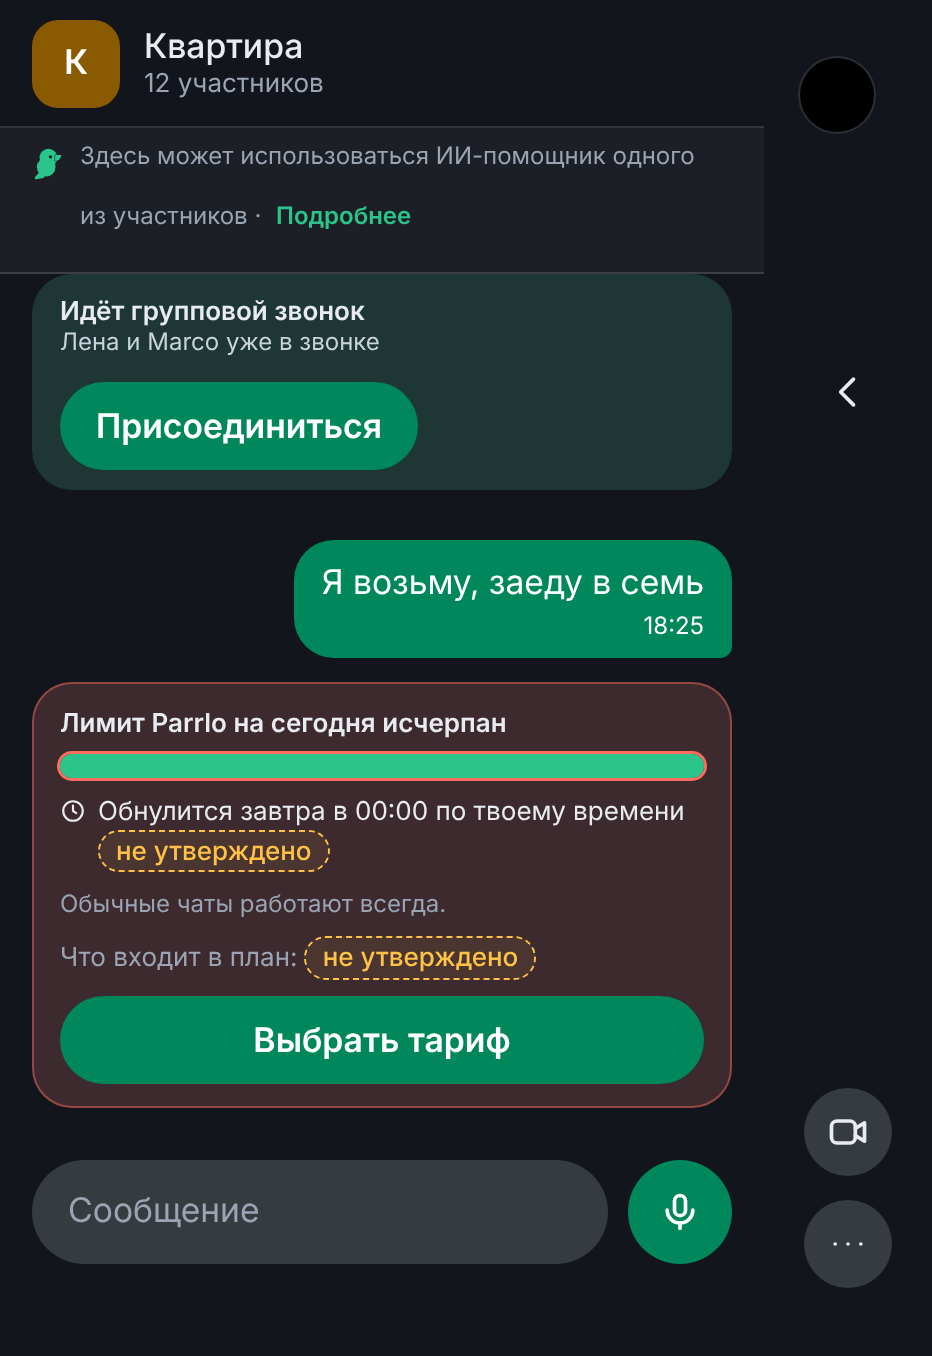 К
Квартира
12 участников
Здесь может использоваться ИИ-помощник одного
из участников · Подробнее
Идёт групповой звонок
Лена и Marco уже в звонке
Присоединиться
Я возьму, заеду в семь
18:25
Лимит Parrlo на сегодня исчерпан
Обнулится завтра в 00:00 по твоему времени
не утверждено
Обычные чаты работают всегда.
Что входит в план: не утверждено
Выбрать тариф
Сообщение